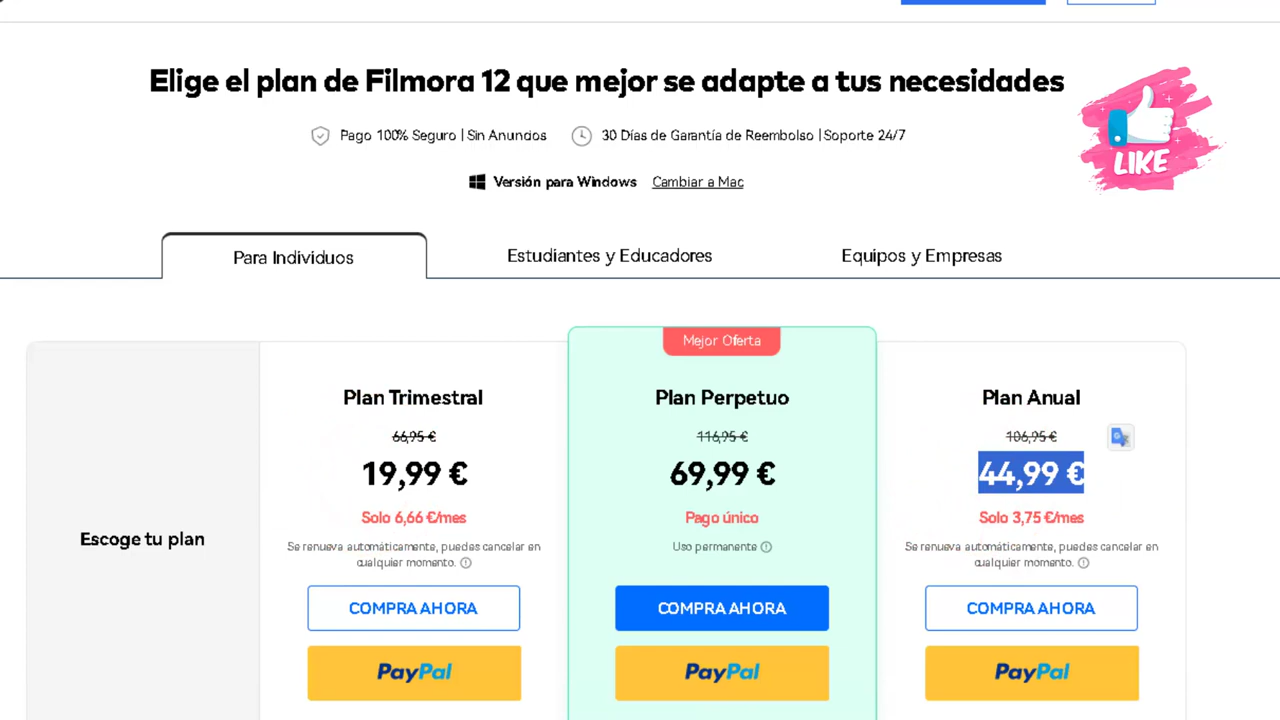 Elige el plan de Filmora 12 que mejor se adapte a tus necesidades
Pago 100% Seguro | Sin Anuncios
30 Días de Garantía de Reembolso | Soporte 24/7
LIKE
Versión para Windows Cambiar a Mac
Para Individuos
Estudiantes y Educadores
Equipos y Empresas
Escoge tu plan
Plan Trimestral
66,95 €
19,99 €
Solo 6,66 €/mes
Se renueva automáticamente, puedes cancelar en
cualquier momento.
COMPRA AHORA
PayPal
Mejor Oferta
Plan Perpetuo
116,95 €
69,99 €
Pago único
Uso permanente
COMPRA AHORA
PayPal
Plan Anual
106,95 €
44,99 €
Solo 3,75 €/mes
Se renueva automáticamente, puedes cancelar en
cualquier momento.
COMPRA AHORA
PayPal